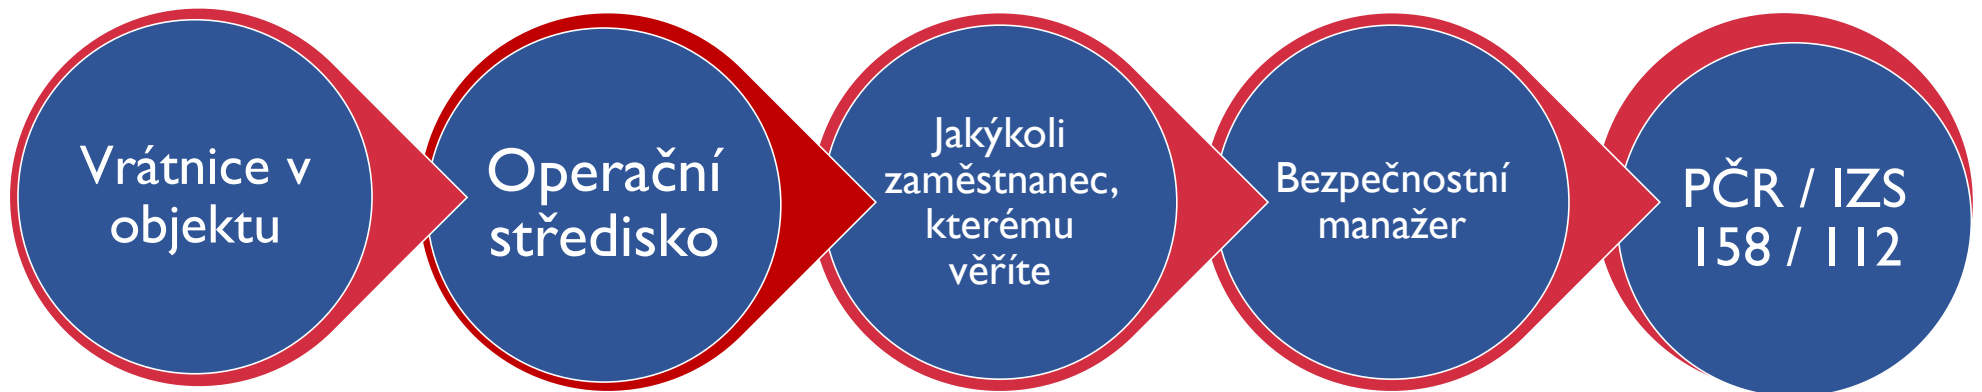 Vrátnice v
objektu
Operační
středisko
Jakýkoli
zaměstnanec,
kterému
věříte
Bezpečnostní
manažer
PČR / IZS
158 / 112